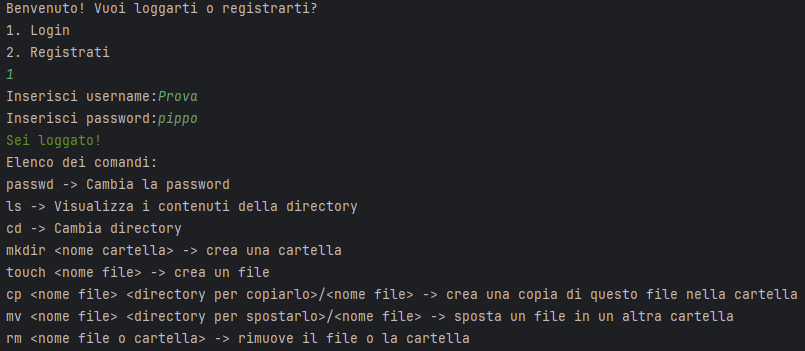 Benvenuto! Vuoi loggarti o registrarti?
1. Login
2. Registrati
1
Inserisci username:Prova
Inserisci password:pippo
Sei loggato!
Elenco dei comandi:
passwd -> Cambia la password
ls -> Visualizza i contenuti della directory
cd -> Cambia directory
mkdir <nome cartella> -> crea una cartella
touch <nome file> -> crea un file
cp <nome file> <directory per copiarlo>/<nome file> -> crea una copia di questo file nella cartella
mv <nome file> <directory per spostarlo>/<nome file> -> sposta un file in un altra cartella
rm <nome file o cartella> -> rimuove il file o la cartella